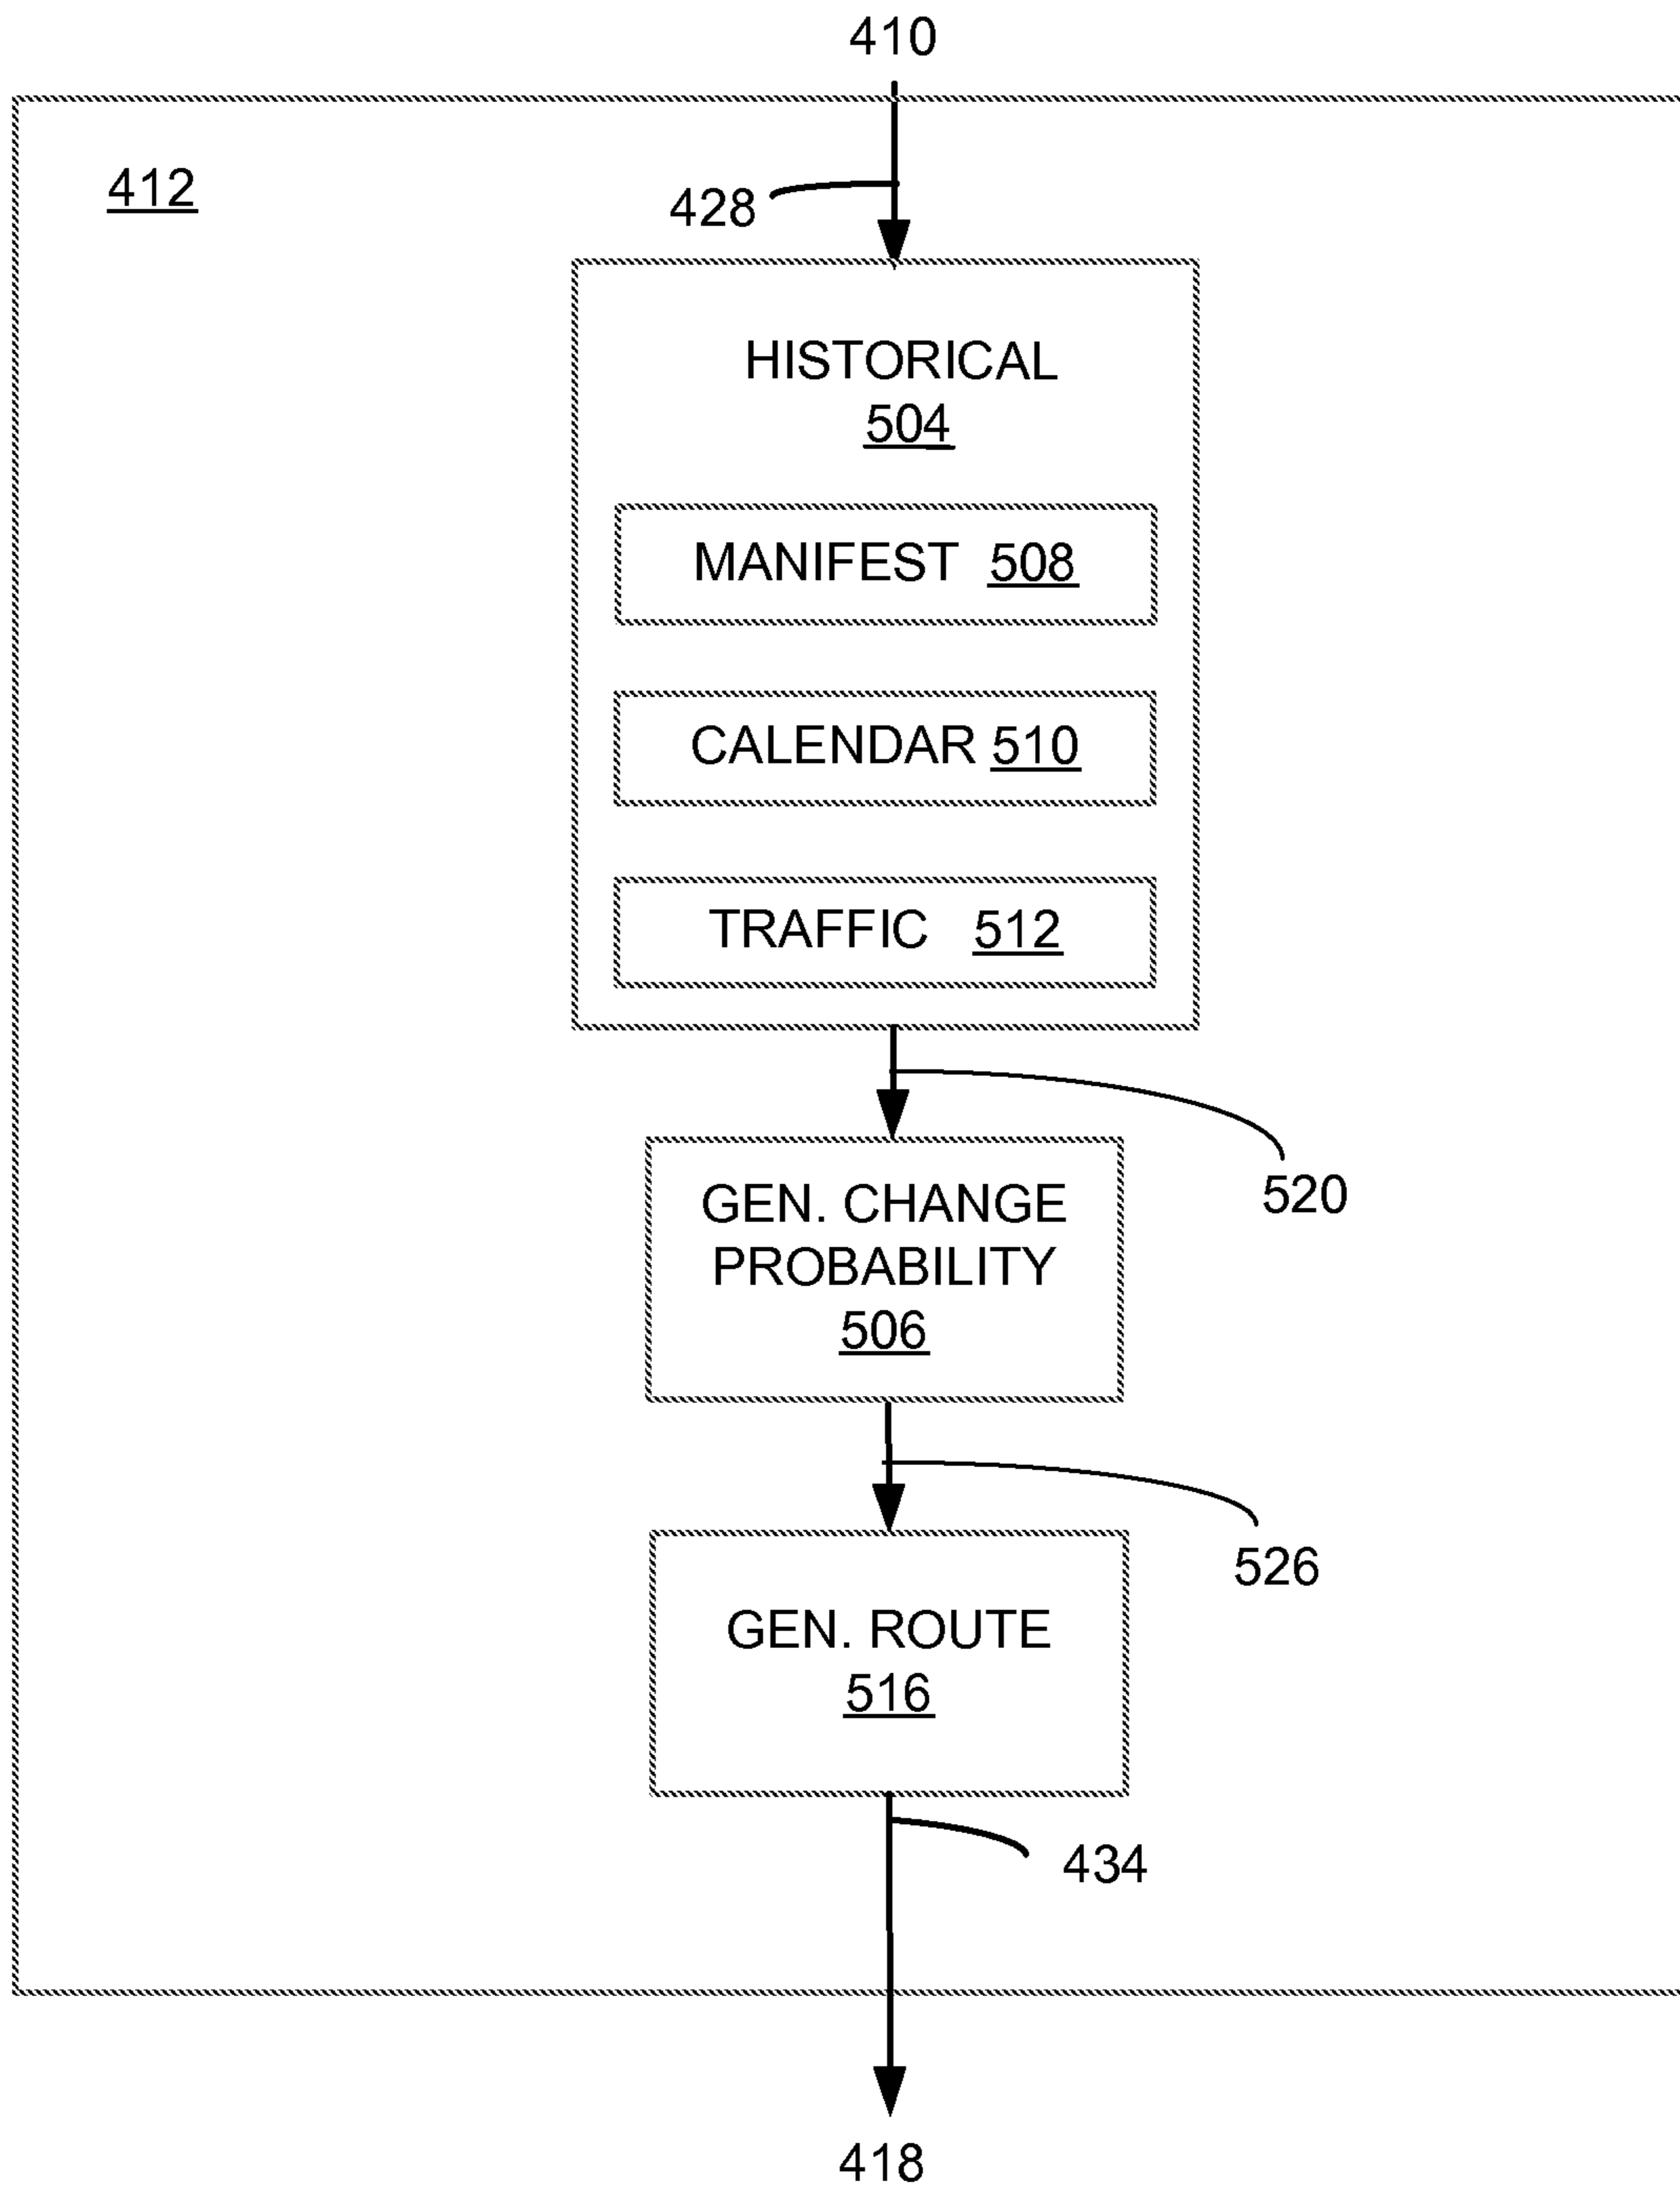 410
412
428
HISTORICAL
504
MANIFEST 508
CALENDAR 510
TRAFFIC 512
520
GEN. CHANGE
PROBABILITY
506
526
GEN. ROUTE
516
434
418